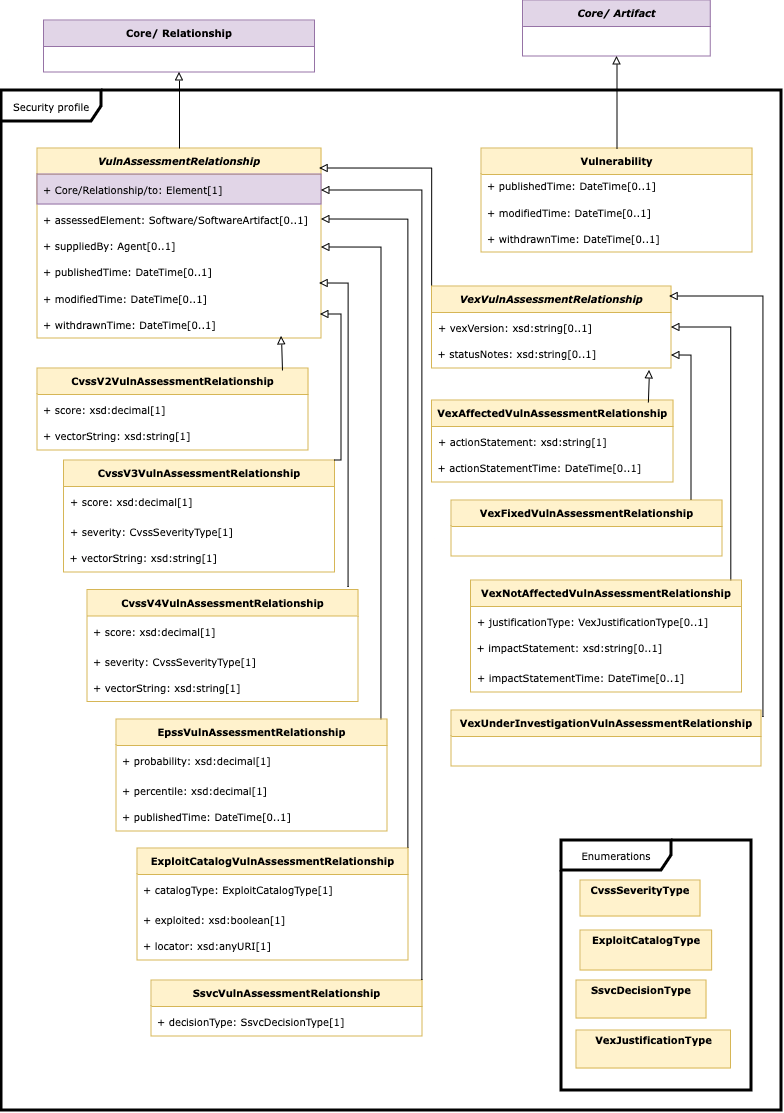 Core/ Relationship
Core/ Artifact
Security profile
VulnAssessmentRelationship
+ Core/Relationship/to: Element[1]
+ assessedElement: Software/SoftwareArtifact[0..1]
+ suppliedBy: Agent[0..1]
+ publishedTime: DateTime[0..1]
+ modifiedTime: DateTime[0..1]
+ withdrawnTime: DateTime[0..1]
Vulnerability
+ publishedTime: DateTime[0..1]
+ modifiedTime: DateTime[0..1]
+ withdrawnTime: DateTime[0..1]
VexVulnAssessmentRelationship
+ vexVersion: xsd:string[0..1]
+ statusNotes: xsd:string[0..1]
CvssV2VulnAssessmentRelationship
+ score: xsd:decimal[1]
+ vectorString: xsd:string[1]
VexAffectedVulnAssessmentRelationship
+ actionStatement: xsd:string[1]
+ actionStatementTime: DateTime[0..1]
CvssV3VulnAssessmentRelationship
+ score: xsd:decimal[1]
+ severity: CvssSeverityType[1]
+ vectorString: xsd:string[1]
VexFixedVulnAssessmentRelationship
CvssV4VulnAssessmentRelationship
+ score: xsd:decimal[1]
+ severity: CvssSeverityType[1]
+ vectorString: xsd:string[1]
VexNotAffectedVulnAssessmentRelationship
+ justificationType: VexJustificationType[0..1]
+ impactStatement: xsd:string[0..1]
+ impactStatementTime: DateTime[0..1]
EpssVulnAssessmentRelationship
+ probability: xsd:decimal[1]
+ percentile: xsd:decimal[1]
+ publishedTime: DateTime[0..1]
VexUnderInvestigationVulnAssessmentRelationship
ExploitCatalogVulnAssessmentRelationship
+ catalogType: ExploitCatalogType[1]
+ exploited: xsd:boolean[1]
+ locator: xsd:anyURI[1]
SsvcVulnAssessmentRelationship
+ decisionType: SsvcDecisionType[1]
Enumerations
CvssSeverityType
ExploitCatalogType
SsvcDecisionType
VexJustificationType